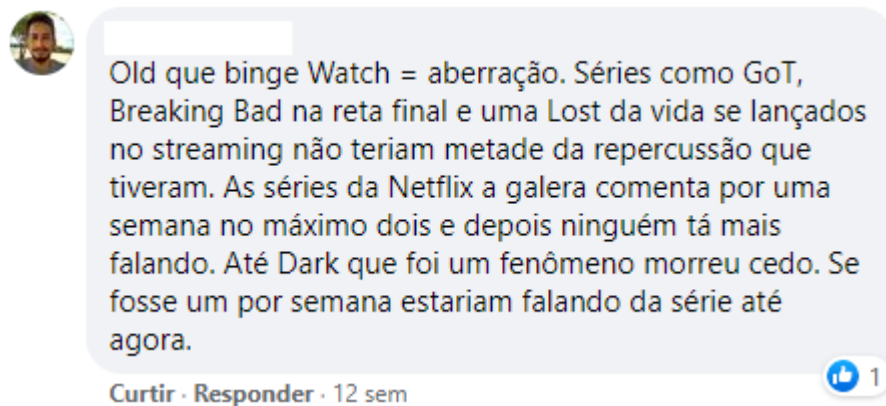 Old que binge Watch = aberração. Séries como GoT,
Breaking Bad na reta final e uma Lost da vida se lançados
no streaming não teriam metade da repercussão que
tiveram. As séries da Netflix a galera comenta por uma
semana no máximo dois e depois ninguém tá mais
falando. Até Dark que foi um fenômeno morreu cedo. Se
fosse um por semana estariam falando da série até
agora.
1
Curtir · Responder · 12 sem